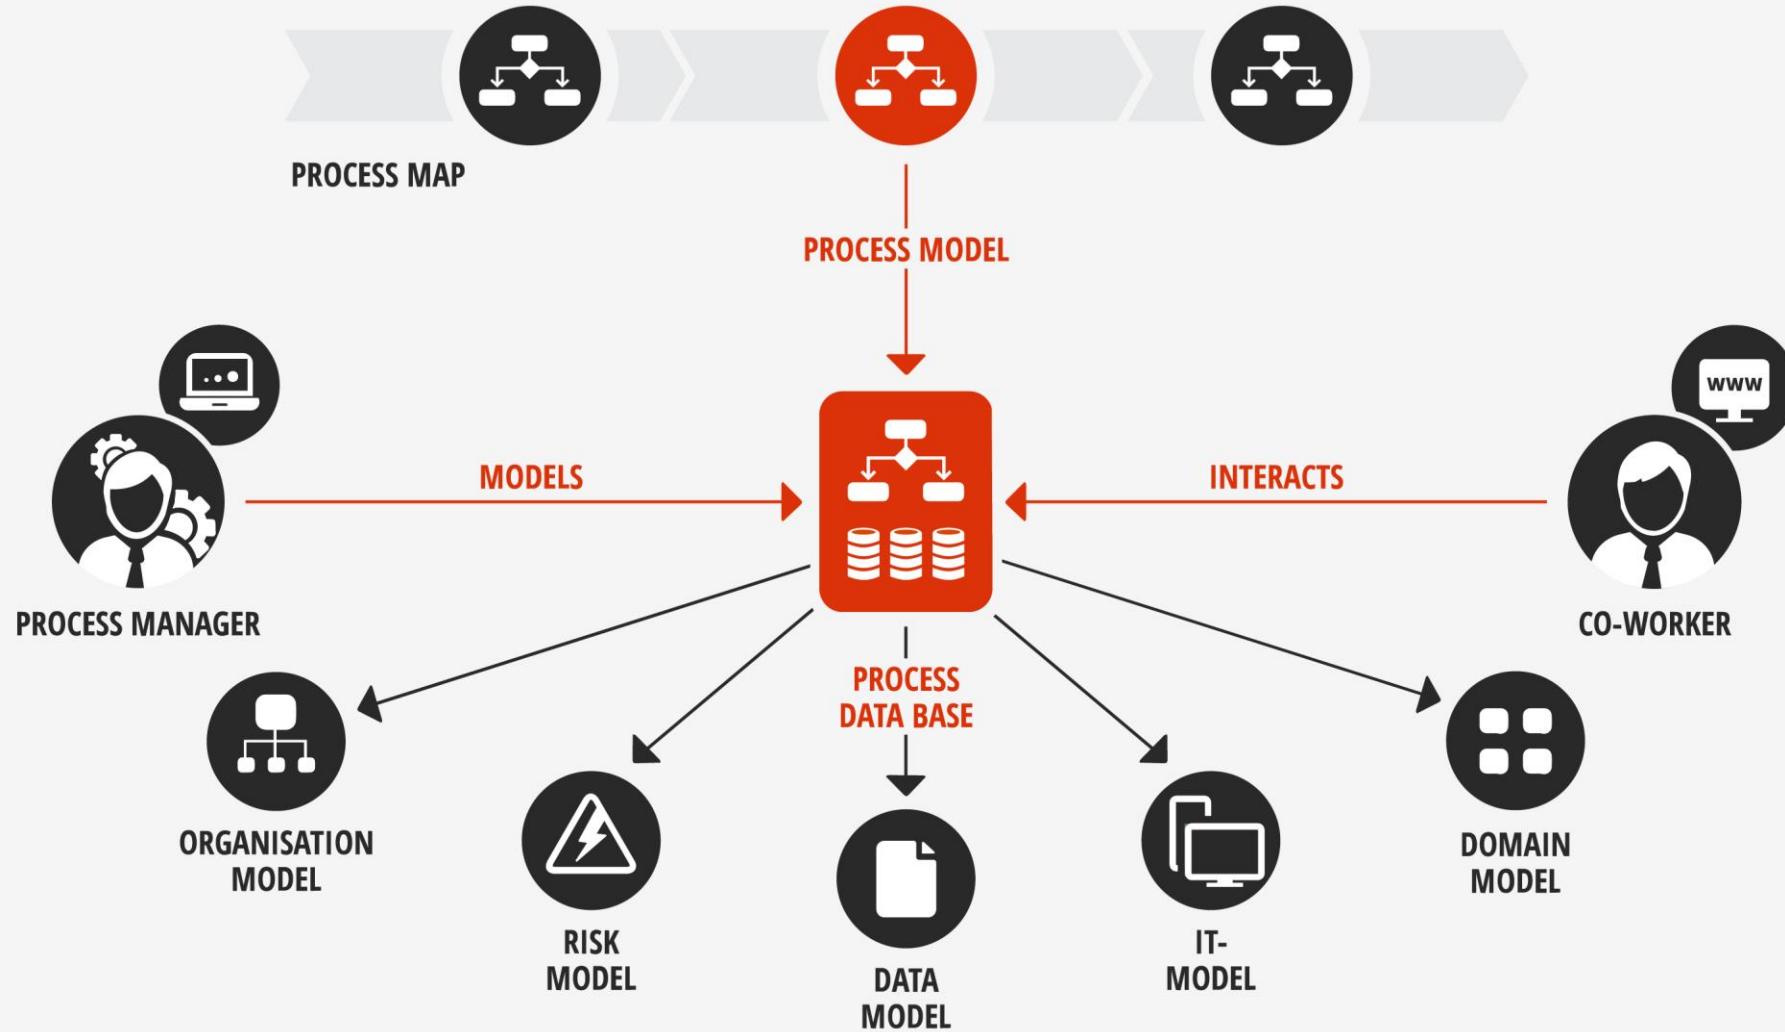 PROCESS MAP
PROCESS MODEL
www
MODELS
INTERACTS
PROCESS MANAGER
CO-WORKER
PROCESS
DATA BASE
ORGANISATION
MODEL
RISK
MODEL
DATA
MODEL
IT-
MODEL
DOMAIN
MODEL